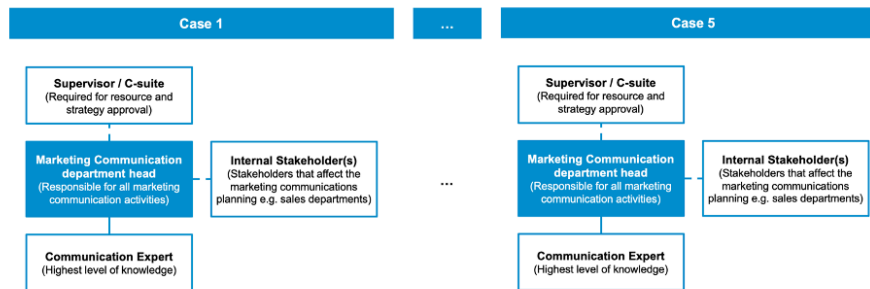 Case 1
...
Case 5
Supervisor / C-suite
(Required for resource and
strategy approval)
Marketing Communication
department head
(Responsible for all marketing
communication activities)
Internal Stakeholder(s)
(Stakeholders that affect the
marketing communications
planning e.g. sales departments)
Communication Expert
(Highest level of knowledge)
...
Supervisor / C-suite
(Required for resource and
strategy approval)
Marketing Communication
department head
(Responsible for all marketing
communication activities)
Internal Stakeholder(s)
(Stakeholders that affect the
marketing communications
planning e.g. sales departments)
Communication Expert
(Highest level of knowledge)